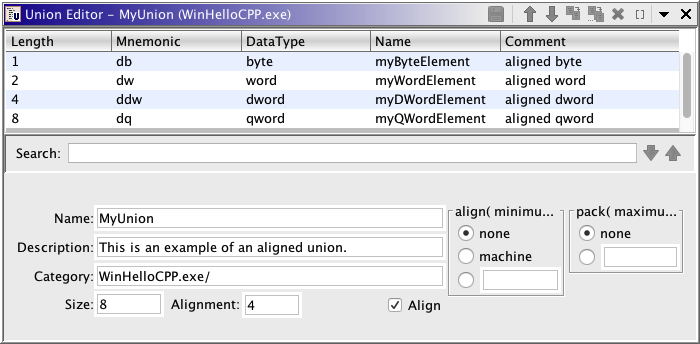 Union Editor - MyUnion (WinHelloCPP.exe)
Length Mnemonic DataType Name Comment
1 db byte myByteElement aligned byte
2 dw word myWordElement aligned word
4 ddw dword myDWordElement aligned dword
8 dq qword myQWordElement aligned qword
Search:
align( minimu... pack( maximu...
Name: MyUnion none none
Description: This is an example of an aligned union. machine
Category: WinHelloCPP.exe/
Size: 8 Alignment: 4 Align